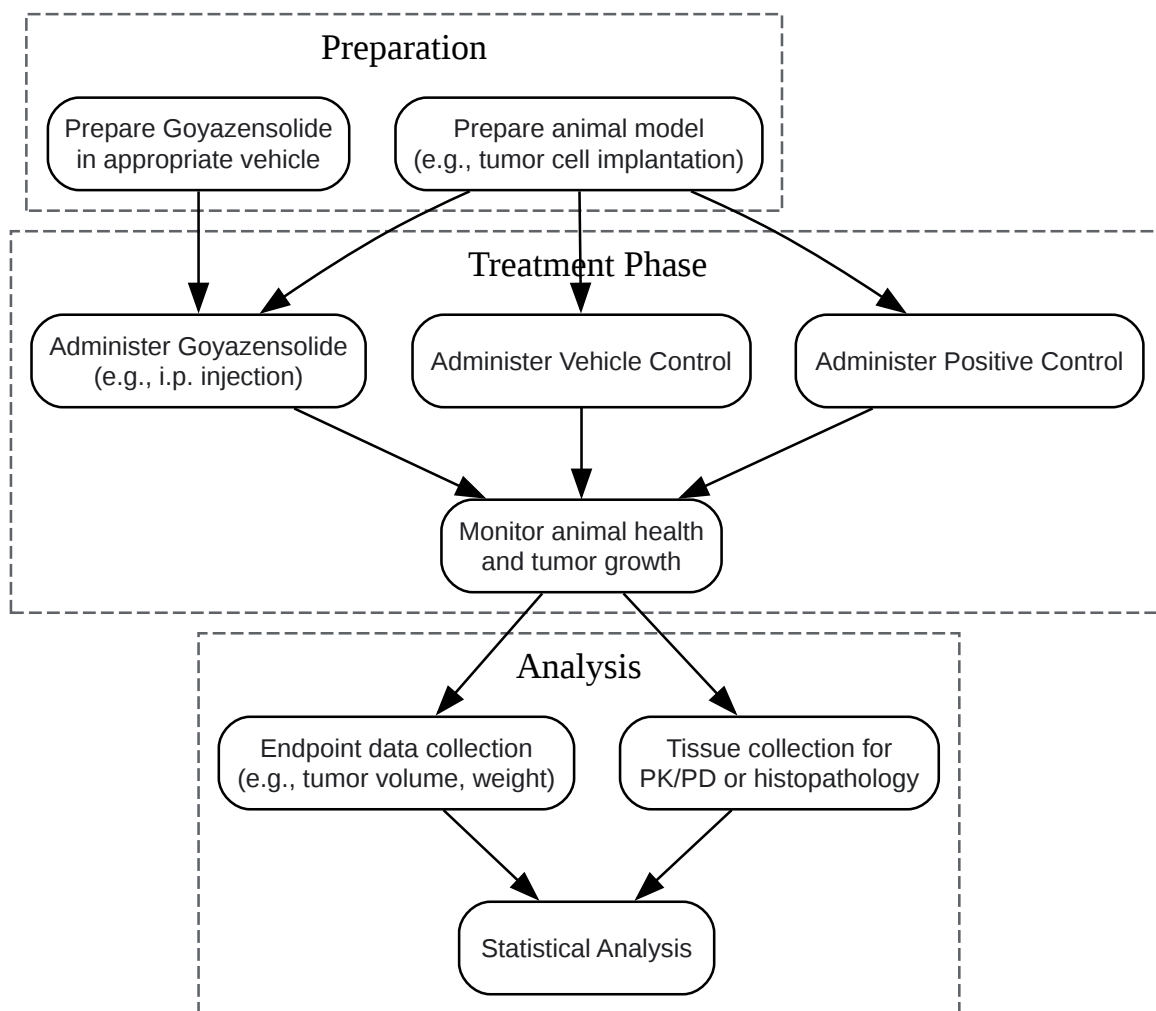 Preparation
Prepare Goyazensolide
in appropriate vehicle
Prepare animal model
(e.g., tumor cell implantation)
Treatment Phase
Administer Goyazensolide
(e.g., i.p. injection)
Administer Vehicle Control
Administer Positive Control
Monitor animal health
and tumor growth
Analysis
Endpoint data collection
(e.g., tumor volume, weight)
Tissue collection for
PK/PD or histopathology
Statistical Analysis